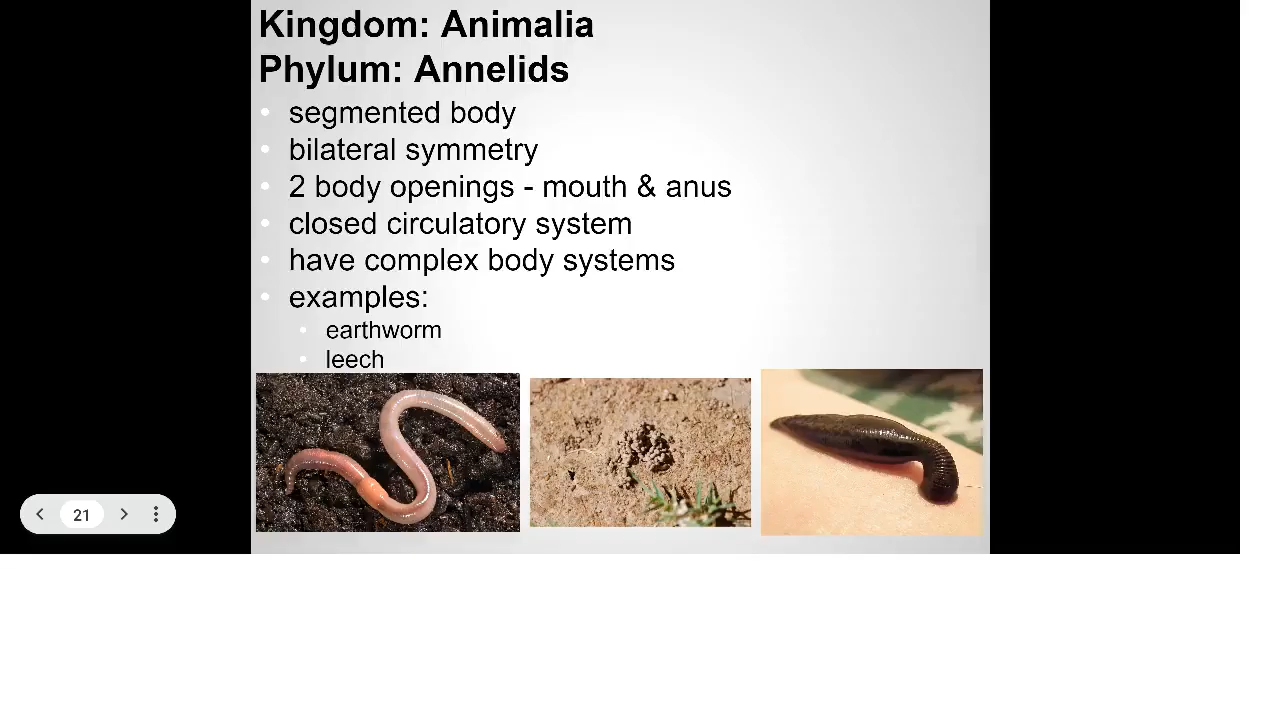 Kingdom: Animalia
Phylum: Annelids
• segmented body
• bilateral symmetry
• 2 body openings - mouth & anus
• closed circulatory system
• have complex body systems
• examples:
• earthworm
• leech
21